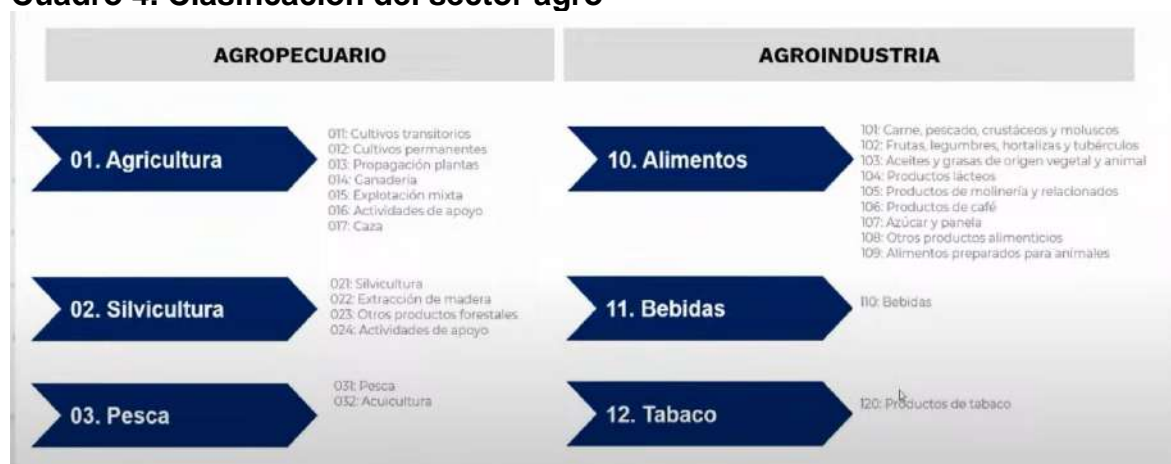 Cuadro 4. Clasificación del sector agro
AGROPECUARIO
01. Agricultura
011: Cultivos transitorios
012: Cultivos permanentes
013: Propagación plantas
014: Ganadería
015: Explotación mixta
016: Actividades de apoyo
017: Caza
02. Silvicultura
021: Silvicultura
022: Extracción de madera
023: Otros productos forestales
024: Actividades de apoyo
03. Pesca
031: Pesca
032: Acuicultura
AGROINDUSTRIA
10. Alimentos
101: Carne, pescado, crustáceos y moluscos
102: Frutas, legumbres, hortalizas y tubérculos
103: Aceites y grasas de origen vegetal y animal
104: Productos lácteos
105: Productos de molinería y relacionados
106: Productos de café
107: Azúcar y panela
108: Otros productos alimenticios
109: Alimentos preparados para animales
11. Bebidas
110: Bebidas
12. Tabaco
120: Productos de tabaco